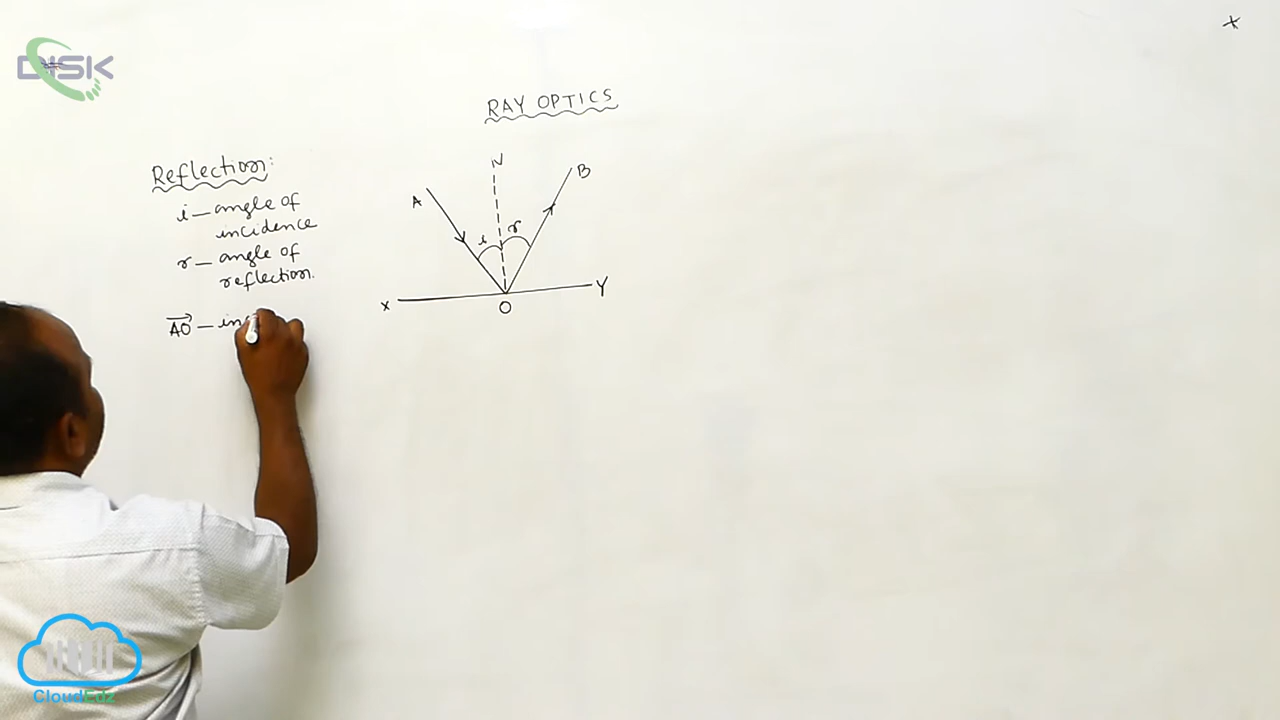 DISK
RAY OPTICS
Reflection:
i — angle of
incidence
r — angle of
reflection.
AO —
N
A
B
i
r
X
Y
O
CloudEdz